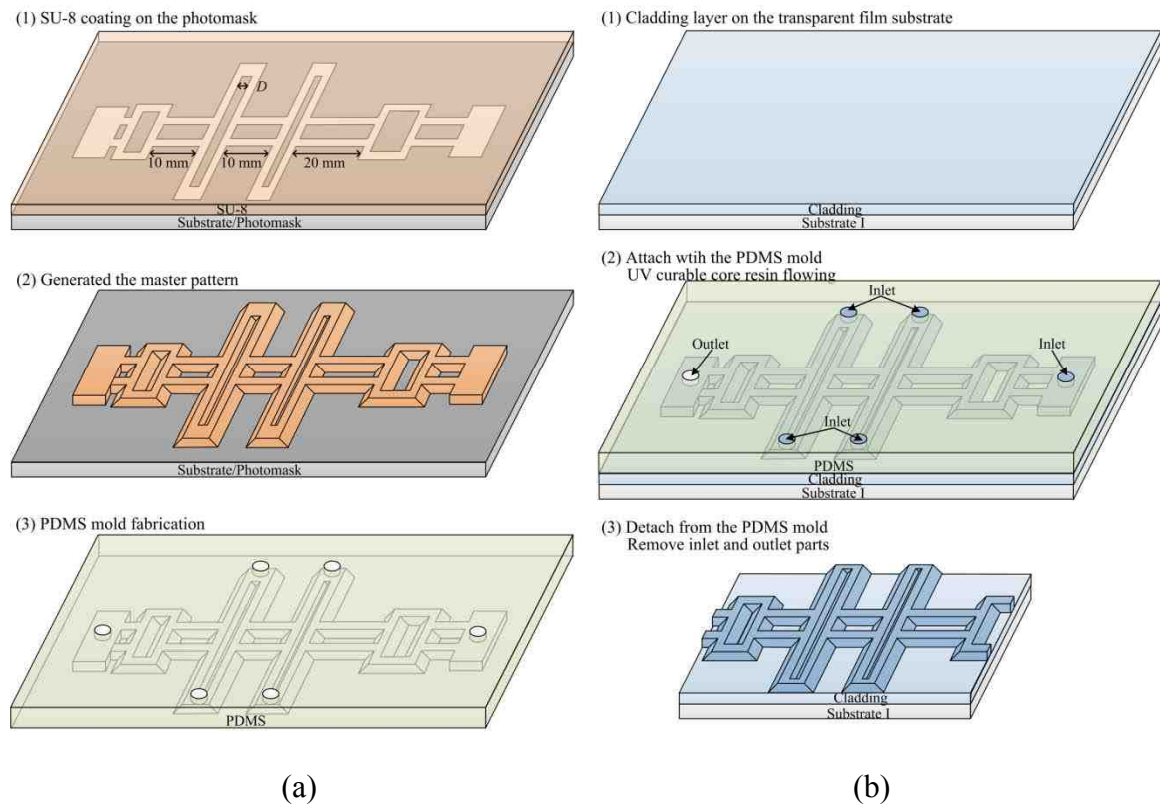 (1) SU-8 coating on the photomask
D
10 mm
10 mm
20 mm
SU-8
Substrate/Photomask
(2) Generated the master pattern
Substrate/Photomask
(3) PDMS mold fabrication
PDMS
(a)
(1) Cladding layer on the transparent film substrate
Cladding
Substrate I
(2) Attach wtih the PDMS mold
UV curable core resin flowing
Inlet
Outlet
Inlet
Inlet
PDMS
Cladding
Substrate I
(3) Detach from the PDMS mold
Remove inlet and outlet parts
Cladding
Substrate I
(b)